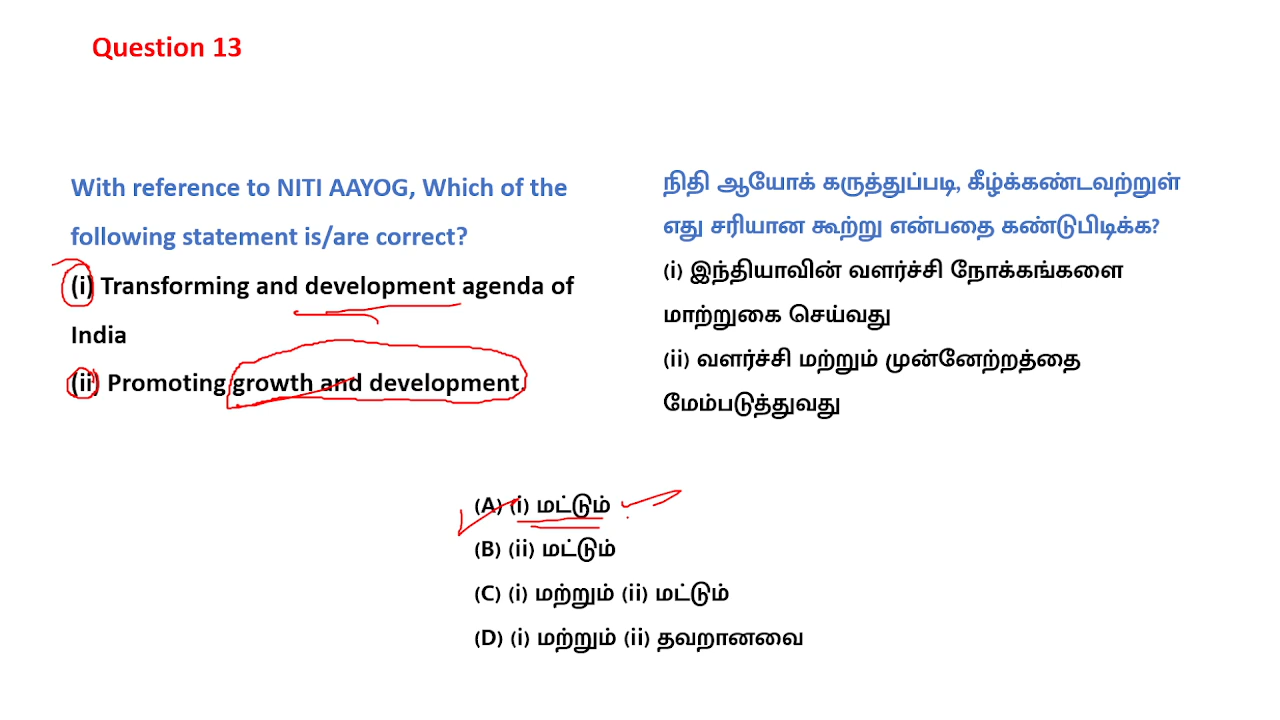 Question 13
With reference to NITI AAYOG, Which of the
following statement is/are correct?
(i) Transforming and development agenda of
India
(ii) Promoting growth and development.
நிதி ஆயோக் கருத்துப்படி, கீழ்க்கண்டவற்றுள்
எது சரியான கூற்று என்பதை கண்டுபிடிக்க?
(i) இந்தியாவின் வளர்ச்சி நோக்கங்களை
மாற்றுகை செய்வது
(ii) வளர்ச்சி மற்றும் முன்னேற்றத்தை
மேம்படுத்துவது
(A) (i) மட்டும்
(B) (ii) மட்டும்
(C) (i) மற்றும் (ii) மட்டும்
(D) (i) மற்றும் (ii) தவறானவை